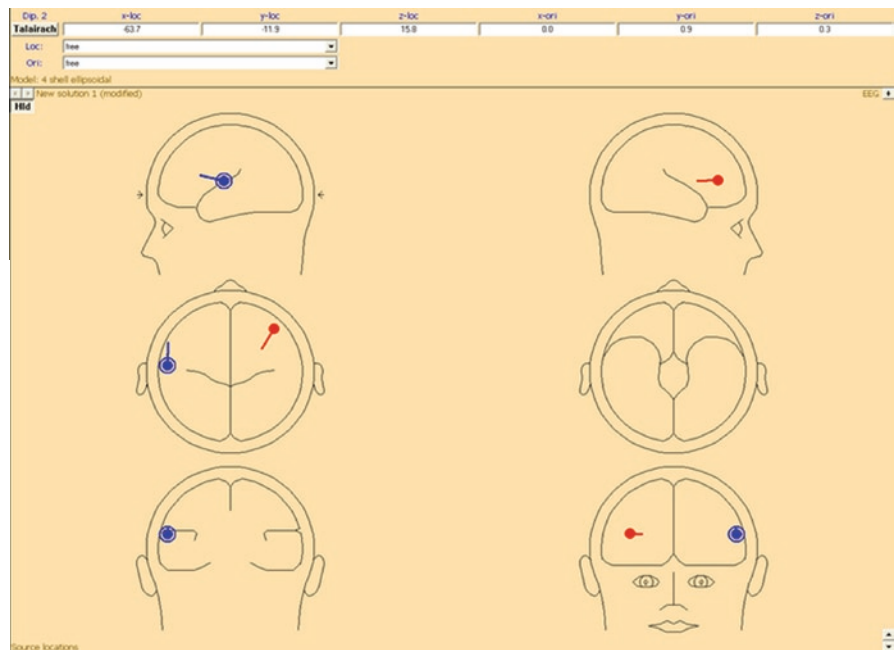 Dip. 2 x-loc y-loc z-loc x-ori y-ori z-ori
Talairach -63.7 -11.9 15.8 0.0 0.9 0.3
Loc: free
Ori: free
Model: 4 shell ellipsoidal
New solution 1 (modified) EEG
Hld
Source locations